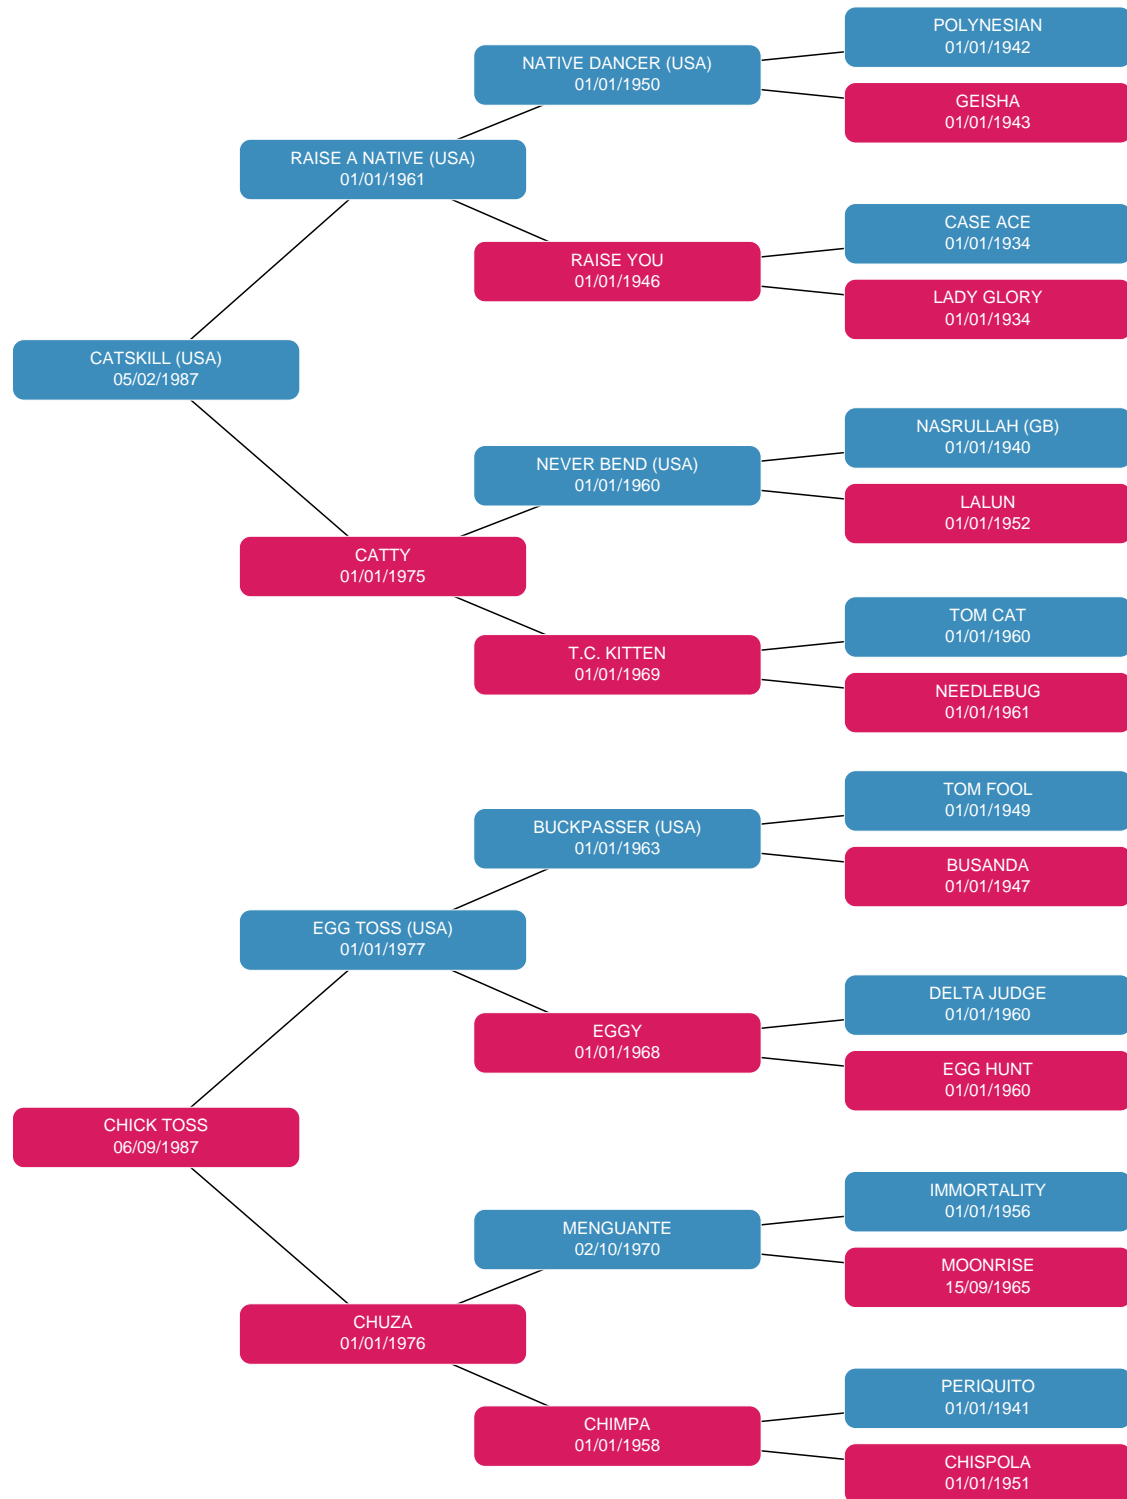 POLYNESIAN
01/01/1942
NATIVE DANCER (USA)
01/01/1950
GEISHA
01/01/1943
RAISE A NATIVE (USA)
01/01/1961
CASE ACE
01/01/1934
RAISE YOU
01/01/1946
LADY GLORY
01/01/1934
CATSKILL (USA)
05/02/1987
NASRULLAH (GB)
01/01/1940
NEVER BEND (USA)
01/01/1960
LALUN
01/01/1952
CATTY
01/01/1975
TOM CAT
01/01/1960
T.C. KITTEN
01/01/1969
NEEDLEBUG
01/01/1961
TOM FOOL
01/01/1949
BUCKPASSER (USA)
01/01/1963
BUSANDA
01/01/1947
EGG TOSS (USA)
01/01/1977
DELTA JUDGE
01/01/1960
EGGY
01/01/1968
EGG HUNT
01/01/1960
CHICK TOSS
06/09/1987
IMMORTALITY
01/01/1956
MENGUANTE
02/10/1970
MOONRISE
15/09/1965
CHUZA
01/01/1976
PERIQUITO
01/01/1941
CHIMPA
01/01/1958
CHISPOLA
01/01/1951